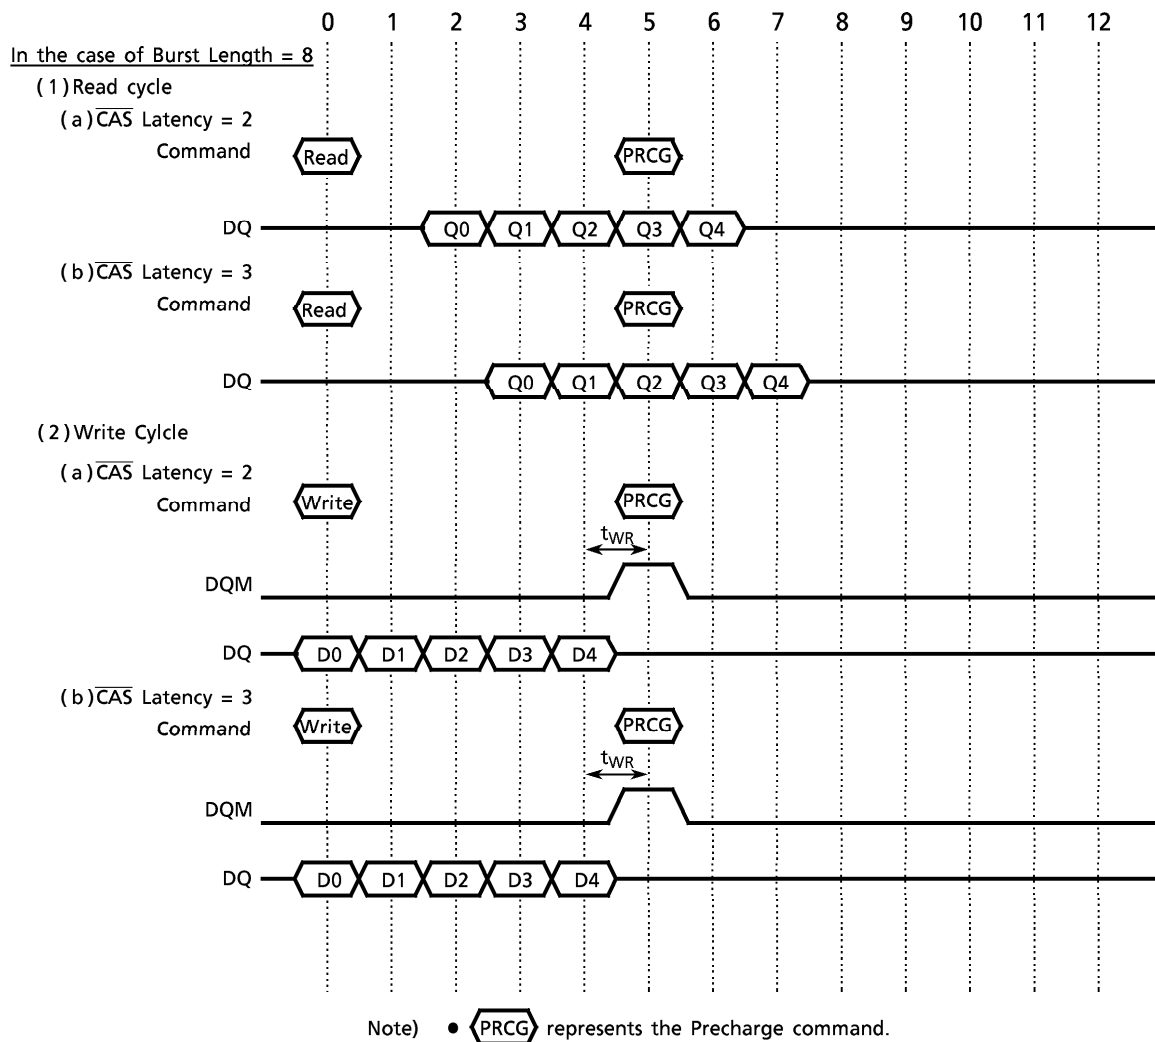 0 1 2 3 4 5 6 7 8 9 10 11 12
In the case of Burst Length = 8
(1) Read cycle
(a) CAS Latency = 2
Command Read PRCG
DQ Q0 Q1 Q2 Q3 Q4
(b) CAS Latency = 3
Command Read PRCG
DQ Q0 Q1 Q2 Q3 Q4
(2) Write Cylcle
(a) CAS Latency = 2
Command Write PRCG
tWR
DQM
DQ D0 D1 D2 D3 D4
(b) CAS Latency = 3
Command Write PRCG
tWR
DQM
DQ D0 D1 D2 D3 D4
Note) • PRCG represents the Precharge command.